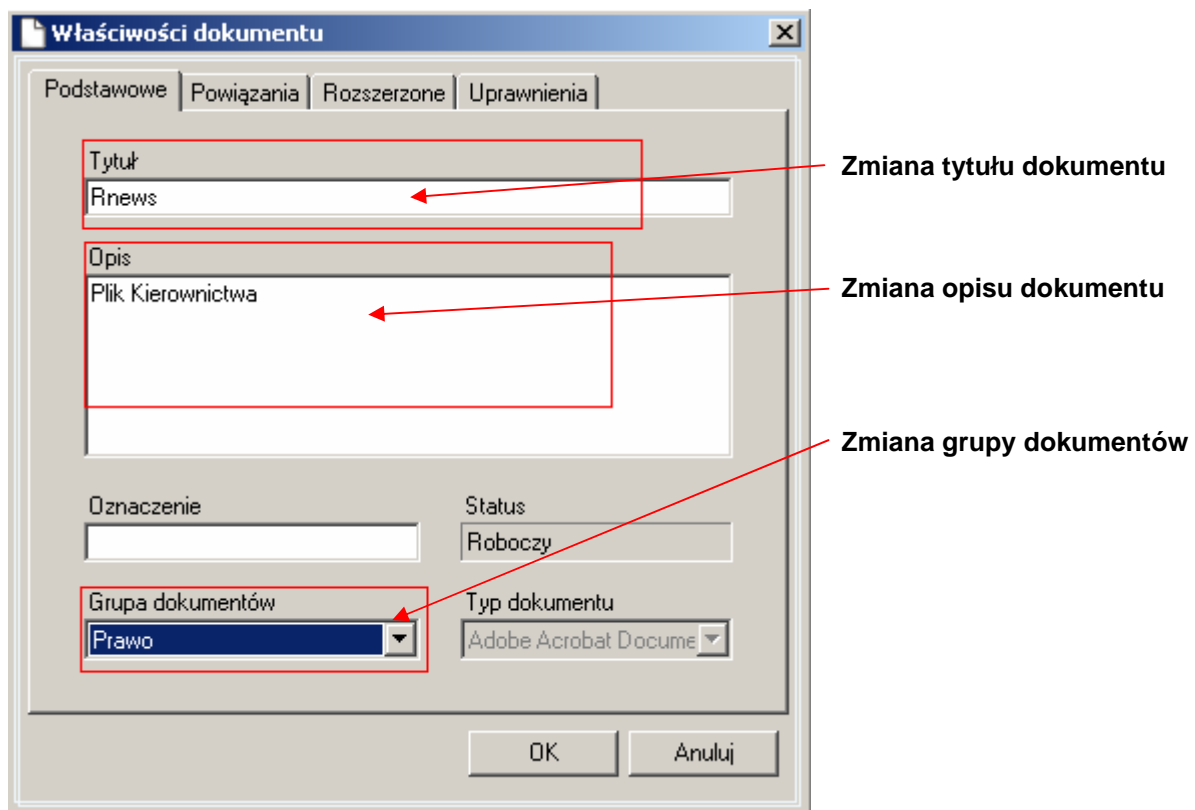 Właściwości dokumentu
Podstawowe Powiązania Rozszerzone Uprawnienia
Tytuł
Rnews
Zmiana tytułu dokumentu
Opis
Plik Kierownictwa
Zmiana opisu dokumentu
Zmiana grupy dokumentów
Oznaczenie Status
Roboczy
Grupa dokumentów Typ dokumentu
Prawo Adobe Acrobat Docume
OK Anuluj